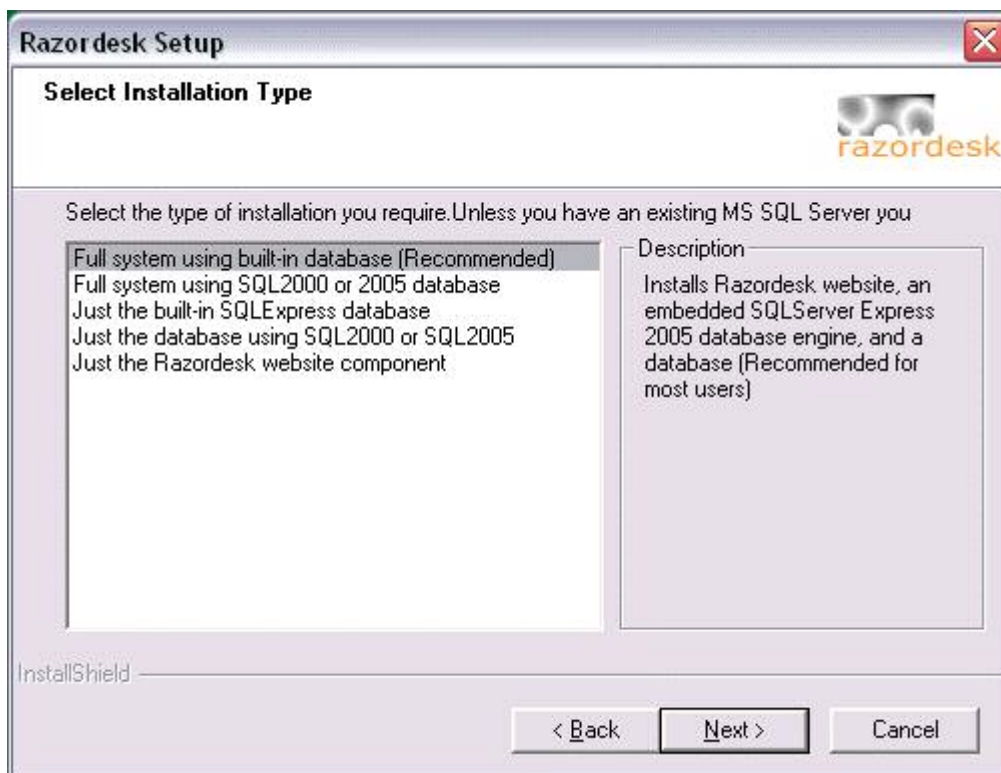 Razordesk Setup
Select Installation Type
razordesk
Select the type of installation you require.Unless you have an existing MS SQL Server you
Full system using built-in database (Recommended)
Full system using SQL2000 or 2005 database
Just the built-in SQLExpress database
Just the database using SQL2000 or SQL2005
Just the Razordesk website component
Description
Installs Razordesk website, an
embedded SQLServer Express
2005 database engine, and a
database (Recommended for
most users)
InstallShield
< Back
Next >
Cancel